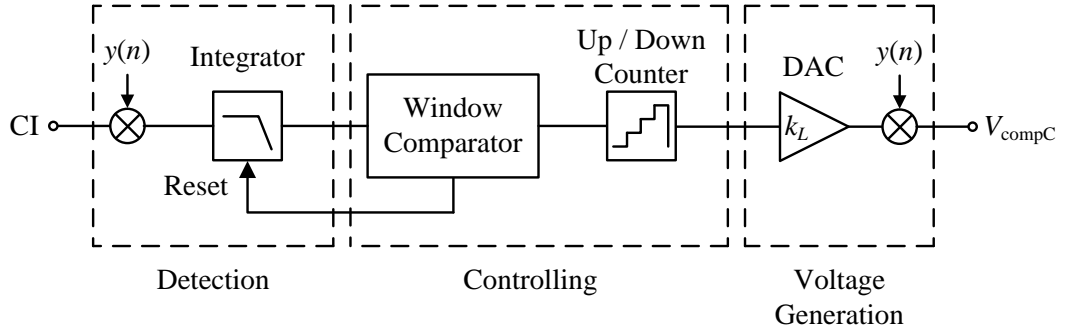 y(n)
Integrator
Up / Down
Counter
DAC
y(n)
CI
Window
Comparator
k_L
V_compC
Reset
Detection
Controlling
Voltage
Generation